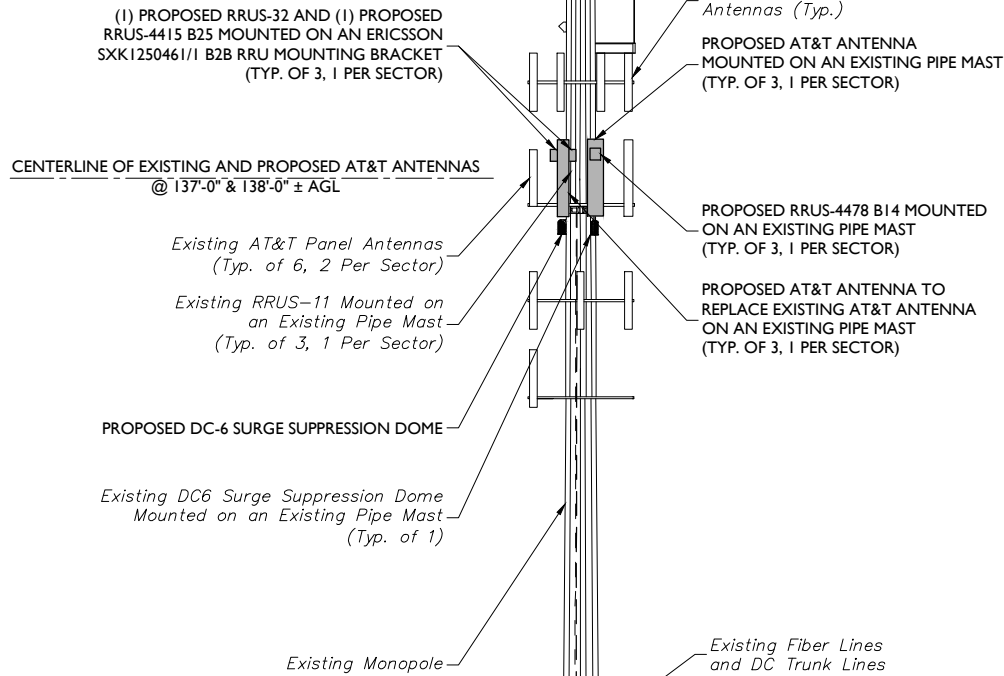 (1) PROPOSED RRUS-32 AND (1) PROPOSED
RRUS-4415 B25 MOUNTED ON AN ERICSSON
SXK1250461/1 B2B RRU MOUNTING BRACKET
(TYP. OF 3, 1 PER SECTOR)
Antennas (Typ.)
PROPOSED AT&T ANTENNA
MOUNTED ON AN EXISTING PIPE MAST
(TYP. OF 3, 1 PER SECTOR)
CENTERLINE OF EXISTING AND PROPOSED AT&T ANTENNAS
@ 137'-0" & 138'-0" ± AGL
Existing AT&T Panel Antennas
(Typ. of 6, 2 Per Sector)
PROPOSED RRUS-4478 B14 MOUNTED
ON AN EXISTING PIPE MAST
(TYP. OF 3, 1 PER SECTOR)
Existing RRUS-11 Mounted on
an Existing Pipe Mast
(Typ. of 3, 1 Per Sector)
PROPOSED AT&T ANTENNA TO
REPLACE EXISTING AT&T ANTENNA
ON AN EXISTING PIPE MAST
(TYP. OF 3, 1 PER SECTOR)
PROPOSED DC-6 SURGE SUPPRESSION DOME
Existing DC6 Surge Suppression Dome
Mounted on an Existing Pipe Mast
(Typ. of 1)
Existing Monopole
Existing Fiber Lines
and DC Trunk Lines